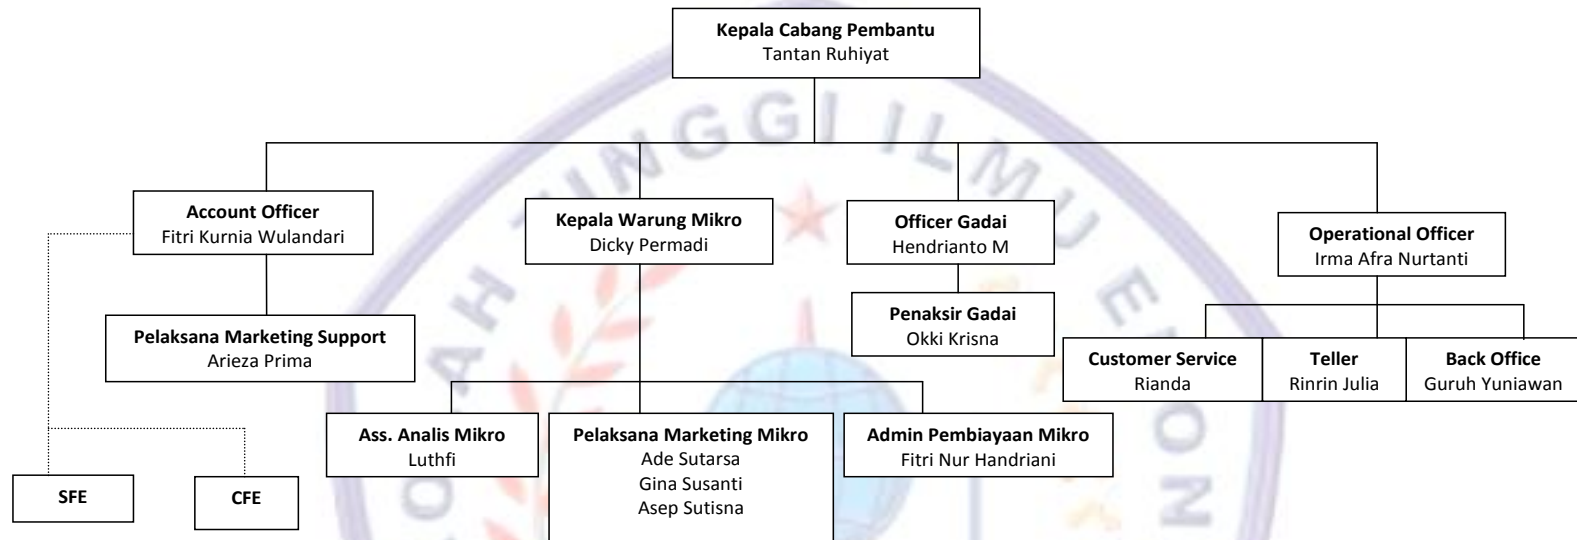 Kepala Cabang Pembantu
Tantan Ruhiyat
TINGGI ILMU
Account Officer
Fitri Kurnia Wulandari
Kepala Warung Mikro
Dicky Permadi
Officer Gadai
Hendrianto M
Operational Officer
Irma Afra Nurtanti
Pelaksana Marketing Support
Arieza Prima
Penaksir Gadai
Okki Krisna
Customer Service
Rianda
Teller
Rinrin Julia
Back Office
Guruh Yuniawan
Ass. Analis Mikro
Luthfi
Pelaksana Marketing Mikro
Ade Sutarsa
Gina Susanti
Asep Sutisna
Admin Pembiayaan Mikro
Fitri Nur Handriani
SFE
CFE